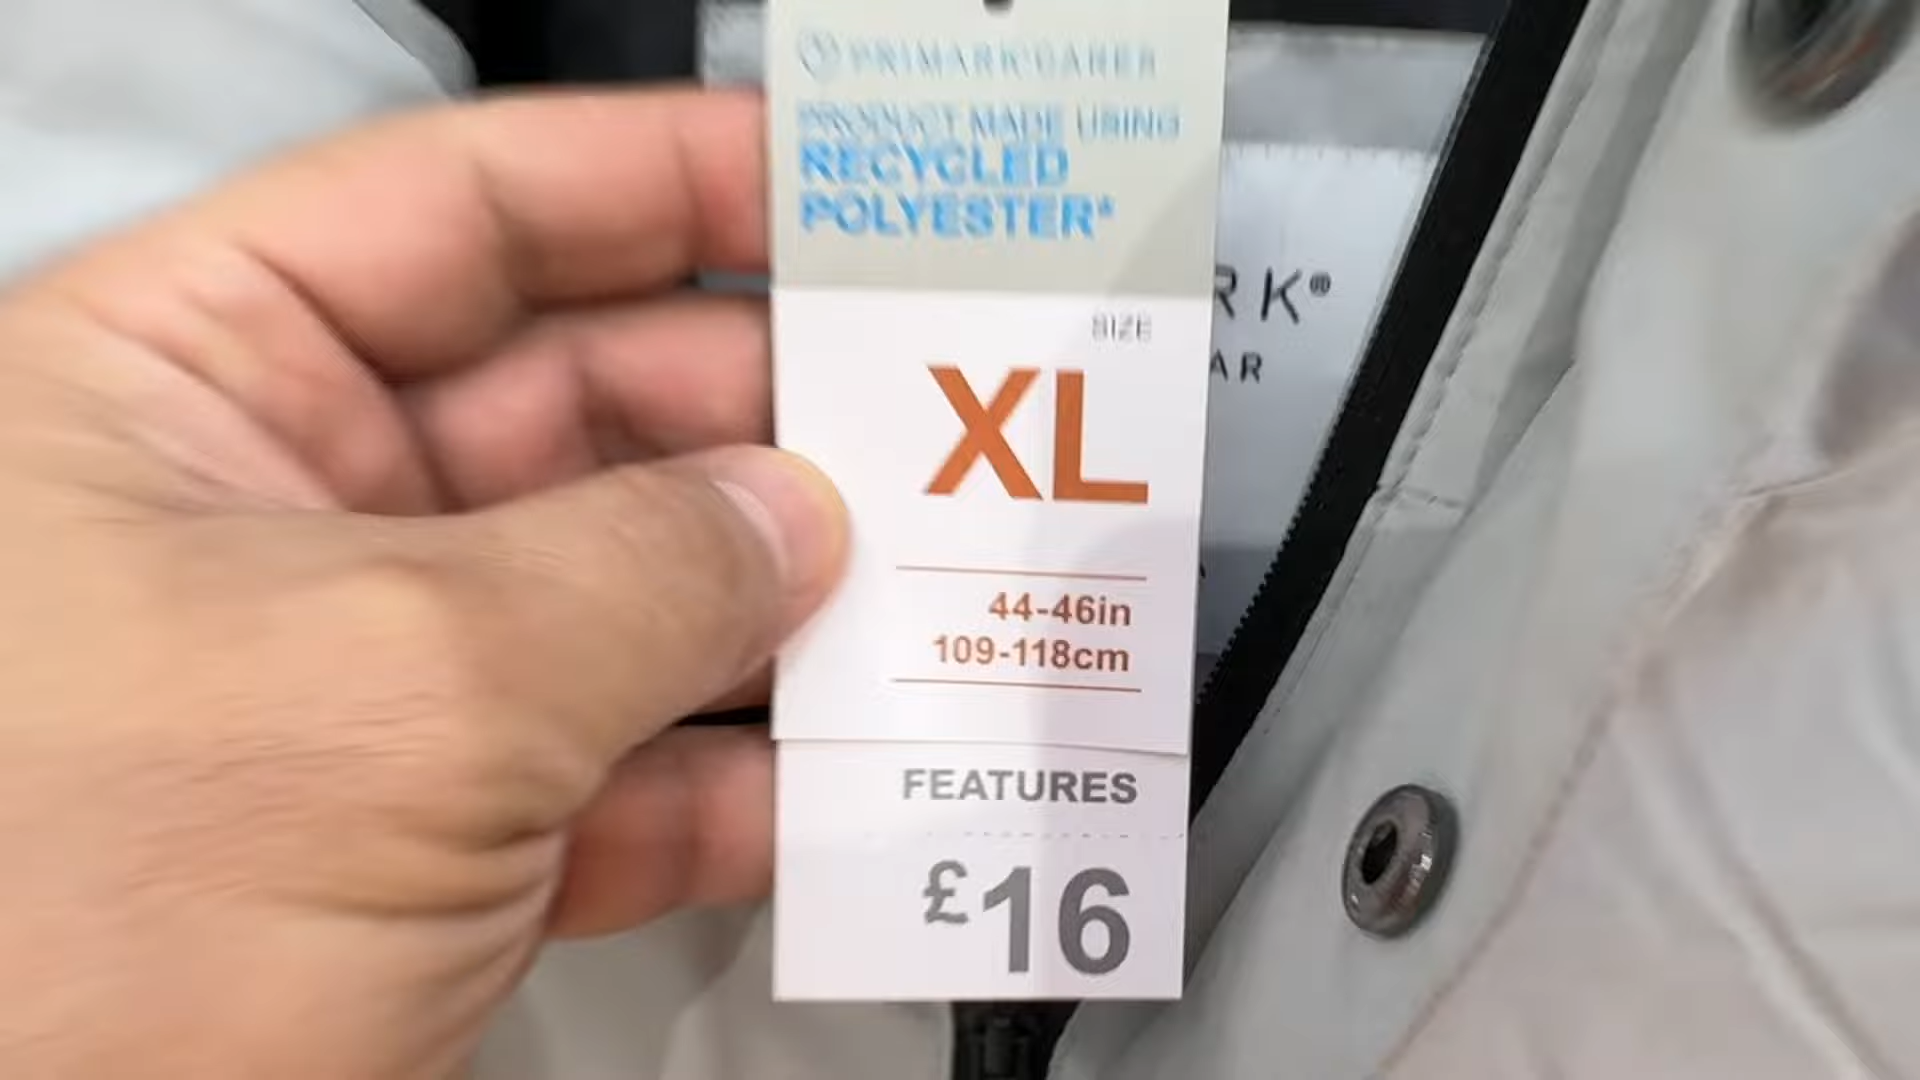 PRIMARK CARES
PRODUCT MADE USING
RECYCLED
POLYESTER*
RK®
AR
SIZE
XL
44-46in
109-118cm
FEATURES
£16